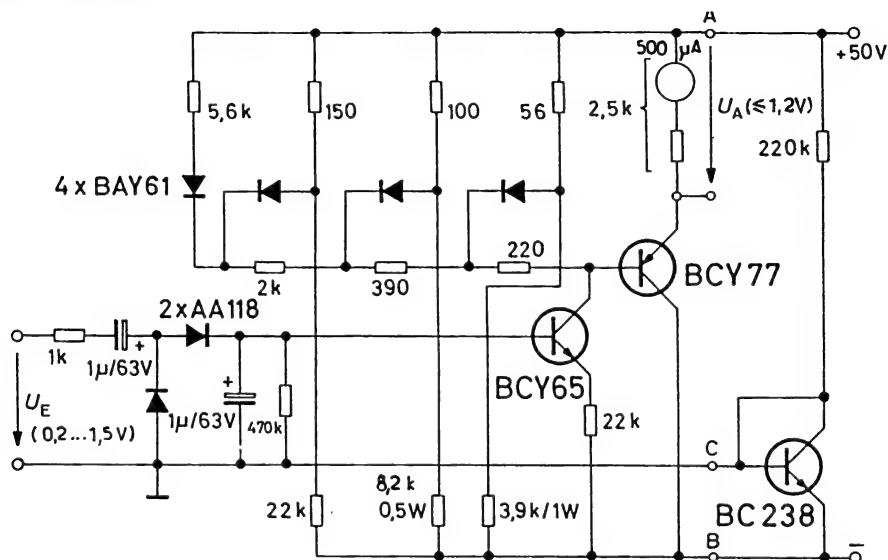 A
+50V
500 µA
5,6k
150
100
56
2,5k
U_A (≤1,2V)
220k
4 x BAY61
2k
390
220
BCY77
2xAA118
1k
1µ/63V
+
U_E
(0,2...1,5V)
+
1µ/63V
470k
BCY65
22k
C
BC238
22k
8,2k
0,5W
3,9k/1W
B
–